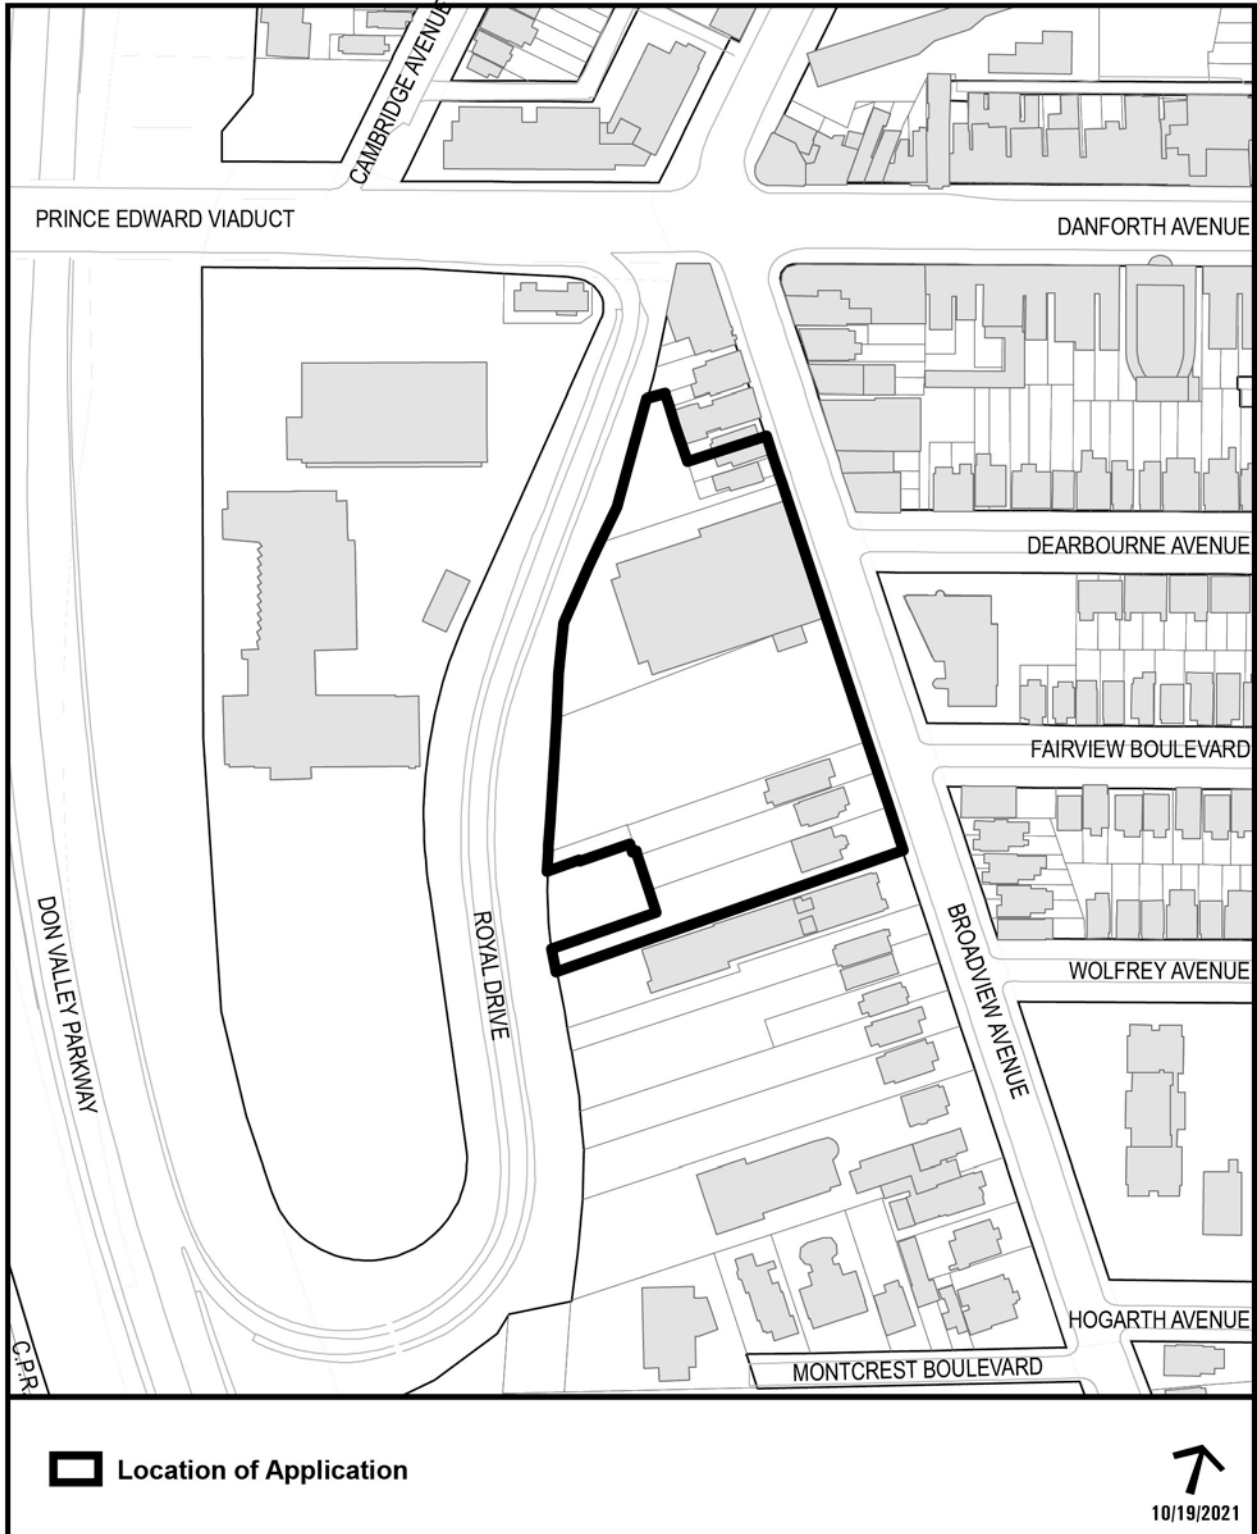 CAMBRIDGE AVENUE
PRINCE EDWARD VIADUCT
DANFORTH AVENUE
DEARBOURNE AVENUE
FAIRVIEW BOULEVARD
DON VALLEY PARKWAY
ROYAL DRIVE
BROADVIEW AVENUE
WOLFREY AVENUE
HOGARTH AVENUE
C.P.R.
MONTCREST BOULEVARD
Location of Application
10/19/2021